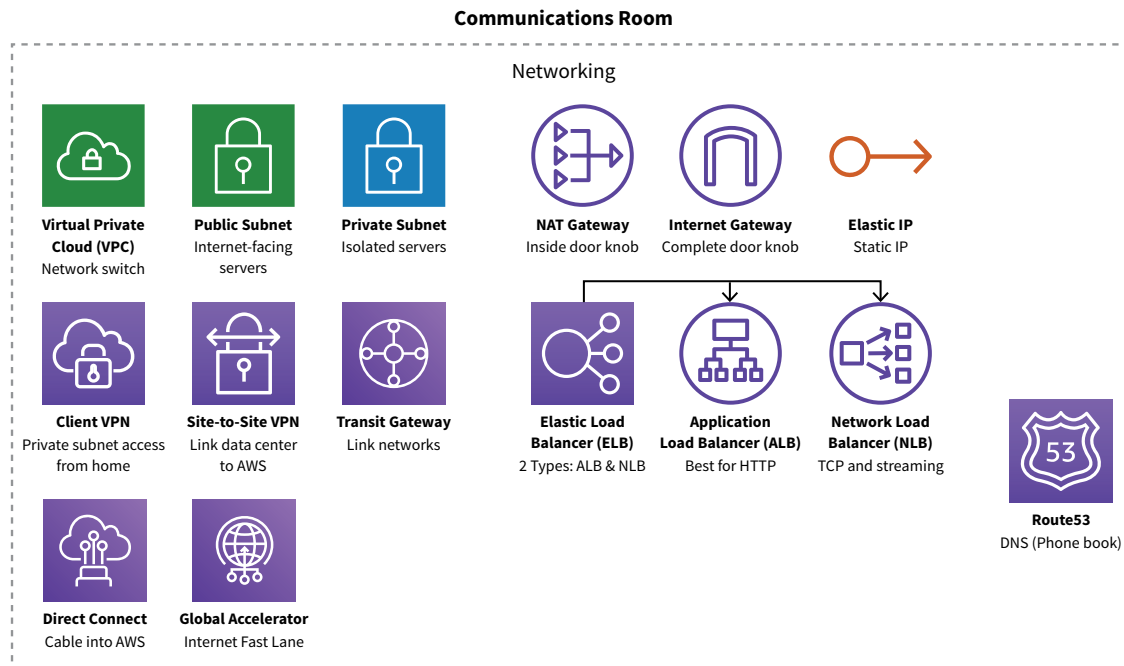 Communications Room
Networking
Virtual Private
Cloud (VPC)
Network switch
Public Subnet
Internet-facing
servers
Private Subnet
Isolated servers
NAT Gateway
Inside door knob
Internet Gateway
Complete door knob
Elastic IP
Static IP
Client VPN
Private subnet access
from home
Site-to-Site VPN
Link data center
to AWS
Transit Gateway
Link networks
Elastic Load
Balancer (ELB)
2 Types: ALB & NLB
Application
Load Balancer (ALB)
Best for HTTP
Network Load
Balancer (NLB)
TCP and streaming
53
Route53
DNS (Phone book)
Direct Connect
Cable into AWS
Global Accelerator
Internet Fast Lane